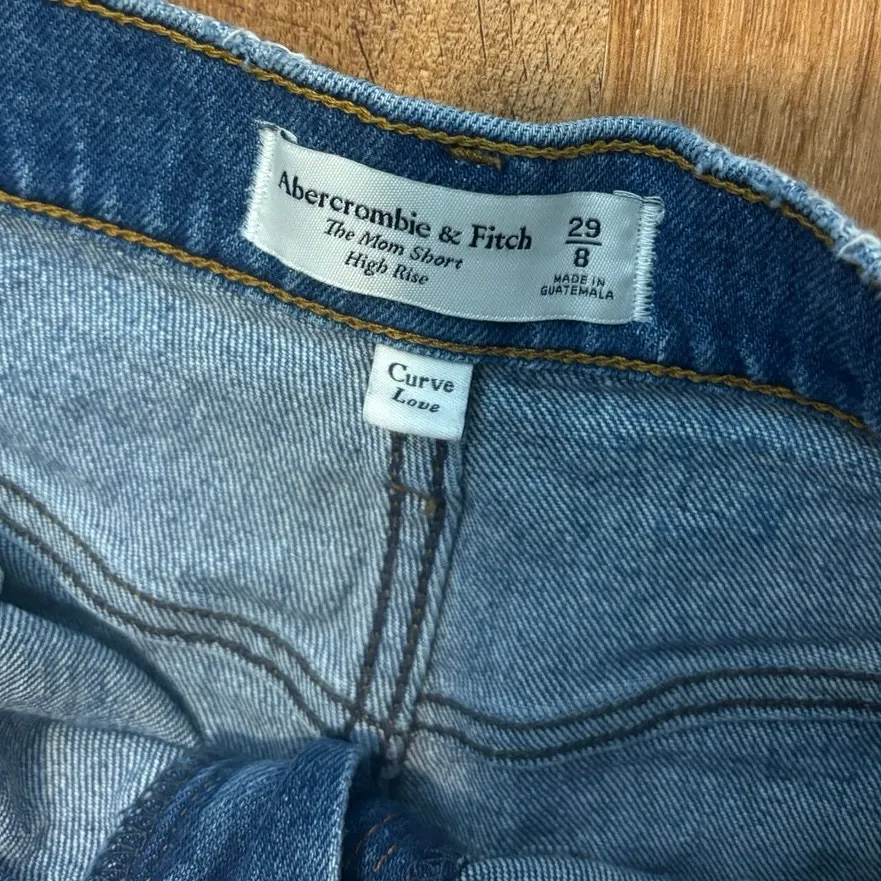 Abercrombie & Fitch
The Mom Short
High Rise
29
8
MADE IN
GUATEMALA
Curve
Love